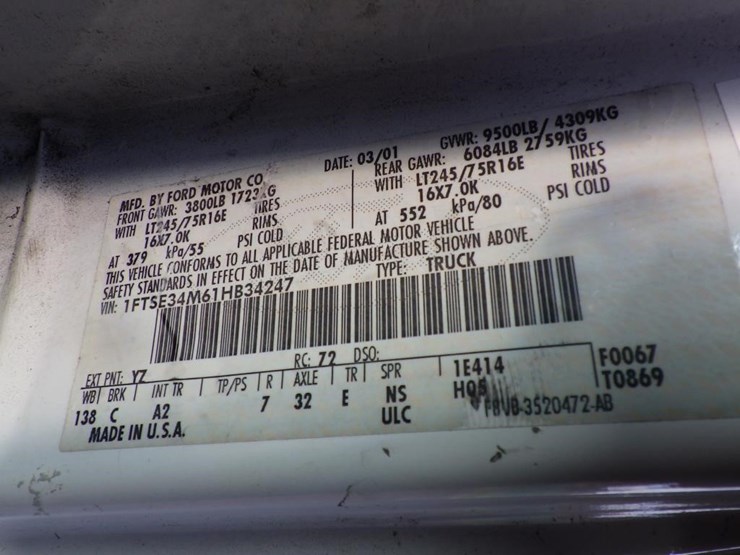 MFD. BY FORD MOTOR CO. DATE: 03/01 GVWR: 9500LB/ 4309KG
FRONT GAWR: 3800LB 1723KG REAR GAWR: 6084LB 2759KG
WITH LT245/75R16E TIRES WITH LT245/75R16E TIRES
16X7.0K RIMS 16X7.0K RIMS
AT 379 kPa/55 PSI COLD AT 552 kPa/80 PSI COLD
THIS VEHICLE CONFORMS TO ALL APPLICABLE FEDERAL MOTOR VEHICLE
SAFETY STANDARDS IN EFFECT ON THE DATE OF MANUFACTURE SHOWN ABOVE.
VIN: 1FTSE34M61HB34247 TYPE: TRUCK
EXT PNT: YZ RC: 72 DSO:
WB BRK INT TR TP/PS R AXLE TR SPR 1E414 F0067
138 C A2 7 32 E NS H05 T0869
MADE IN U.S.A. ULC F8UB-3520472-AB